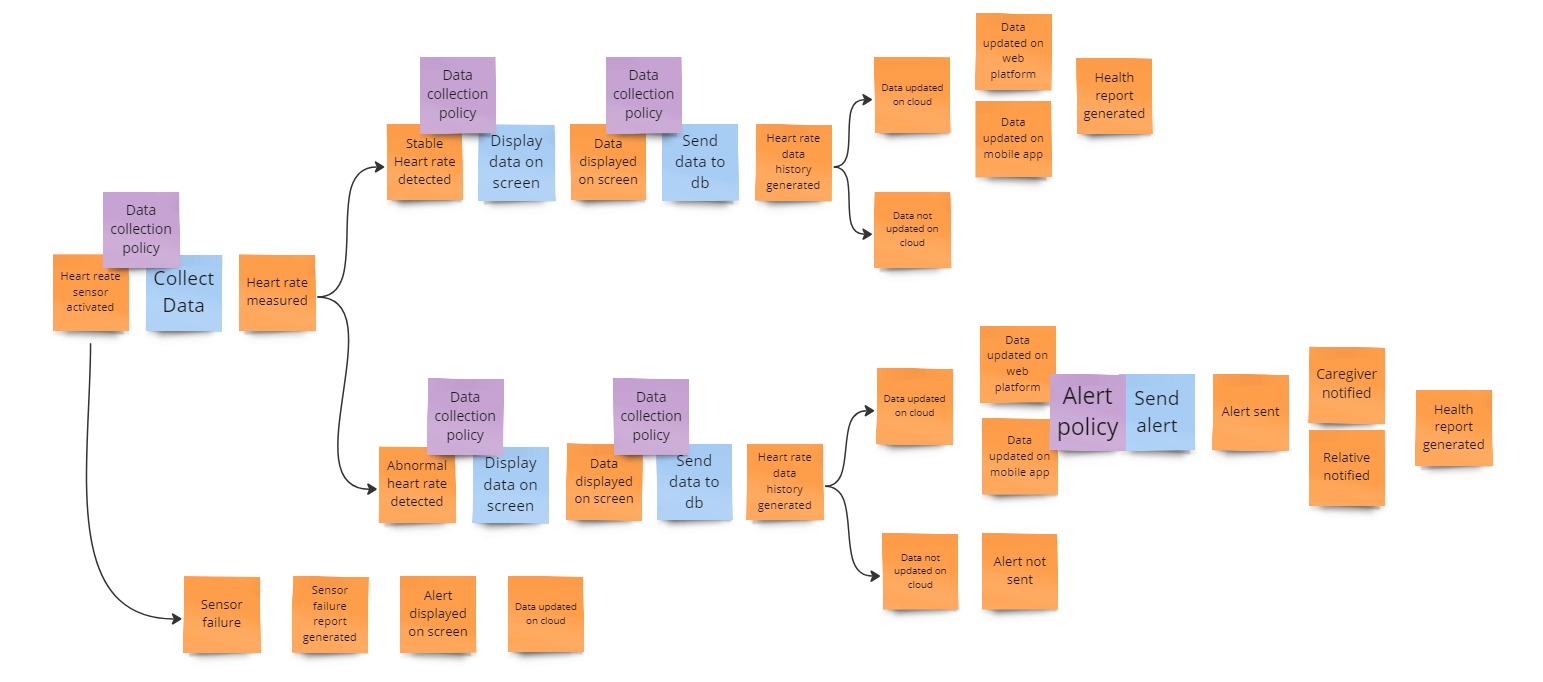 Data
collection
policy
Stable
Heart rate
detected
Display
data on
screen
Data
collection
policy
Data
displayed
on screen
Send
data to
db
Heart rate
data
history
generated
Data updated
on cloud
Data
updated on
web
platform
Data
updated on
mobile app
Health
report
generated
Data not
updated on
cloud
Data
collection
policy
Heart reate
sensor
activated
Collect
Data
Heart rate
measured
Data
collection
policy
Abnormal
heart rate
detected
Display
data on
screen
Data
collection
policy
Data
displayed
on screen
Send
data to
db
Heart rate
data
history
generated
Data updated
on cloud
Data
updated on
web
platform
Data
updated on
mobile app
Alert
policy
Send
alert
Alert sent
Caregiver
notified
Relative
notified
Health
report
generated
Data not
updated on
cloud
Alert not
sent
Sensor
failure
Sensor
failure
report
generated
Alert
displayed
on screen
Data updated
on cloud